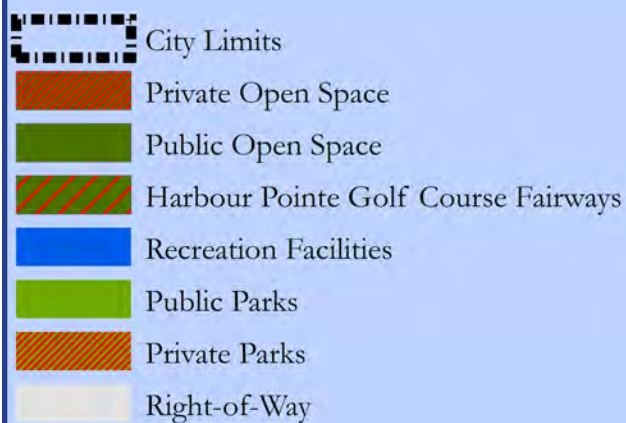 City Limits
Private Open Space
Public Open Space
Harbour Pointe Golf Course Fairways
Recreation Facilities
Public Parks
Private Parks
Right-of-Way